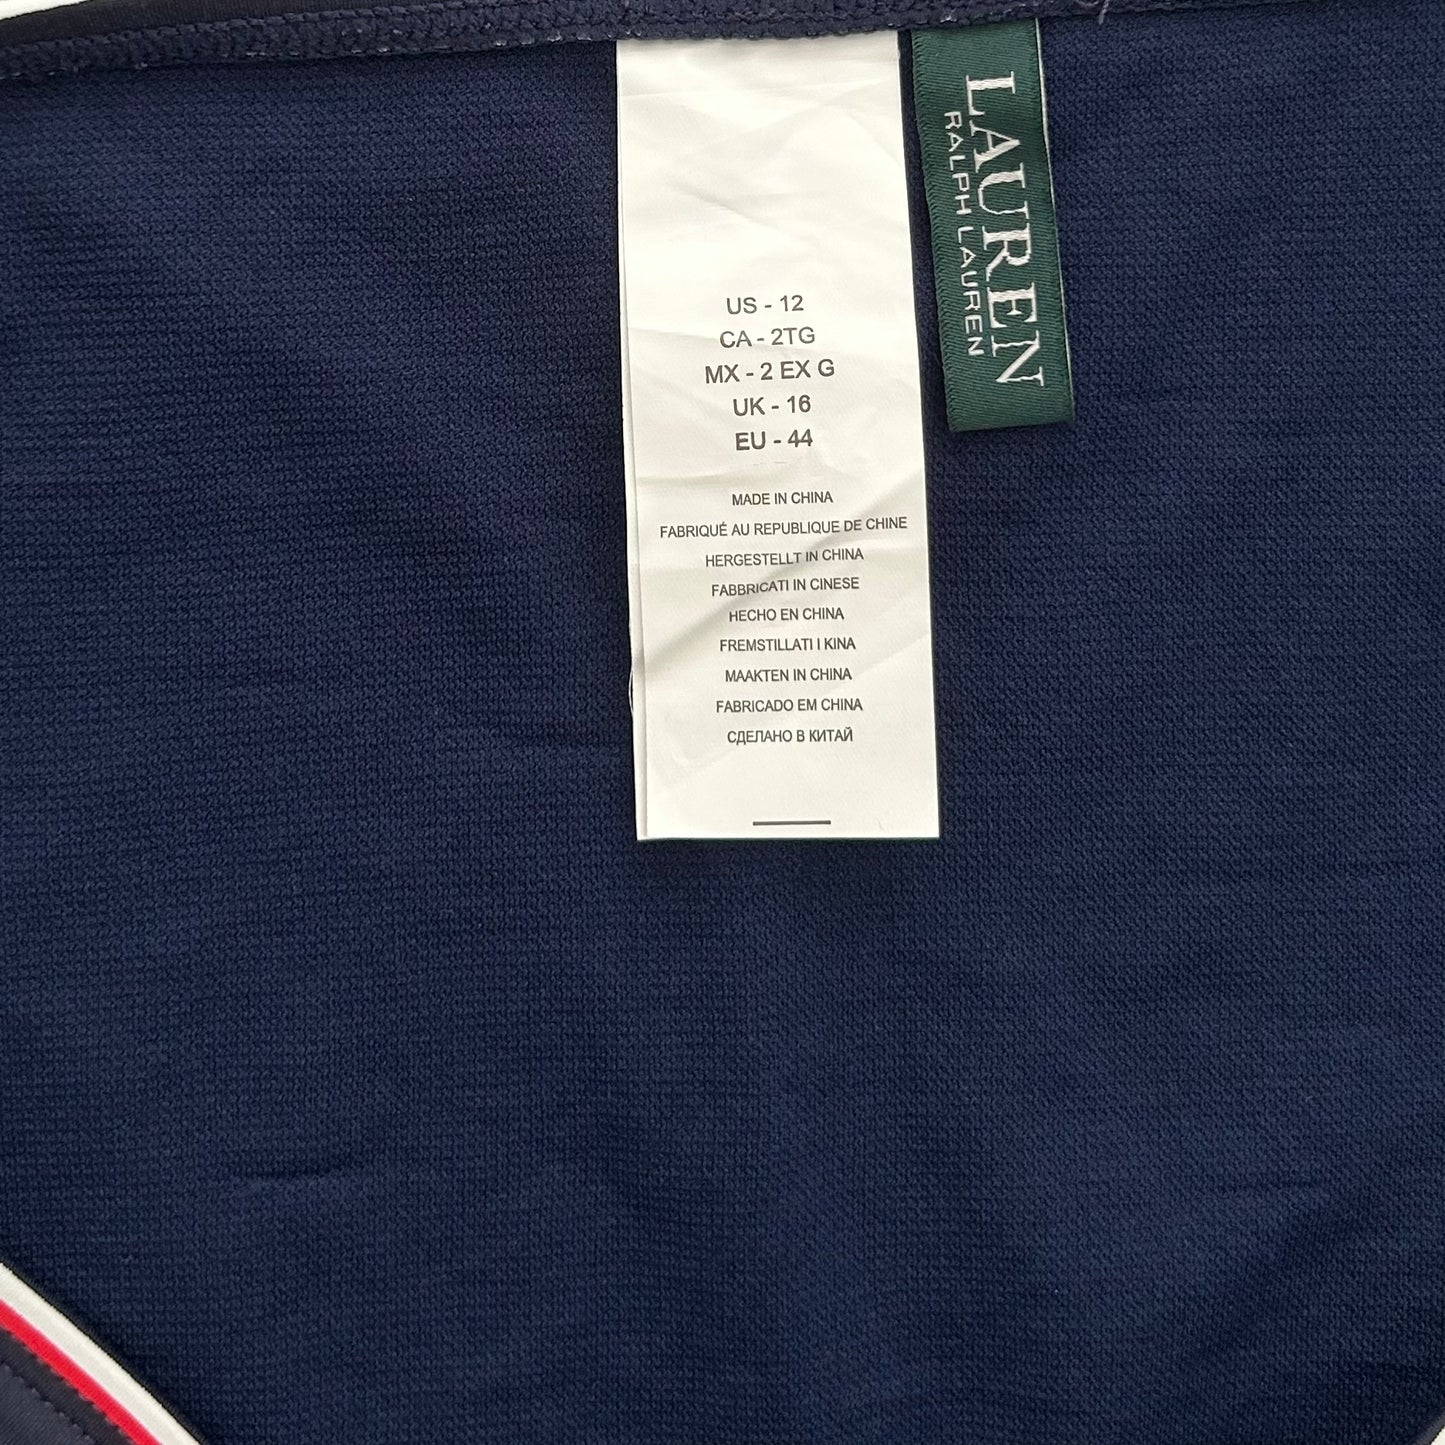 US - 12
CA - 2TG
MX - 2 EX G
UK - 16
EU - 44
MADE IN CHINA
FABRIQUÉ AU REPUBLIQUE DE CHINE
HERGESTELLT IN CHINA
FABBRICATI IN CINESE
HECHO EN CHINA
FREMSTILLATI I KINA
MAAKTEN IN CHINA
FABRICADO EM CHINA
СДЕЛАНО В КИТАЙ
LAUREN
RALPH LAUREN